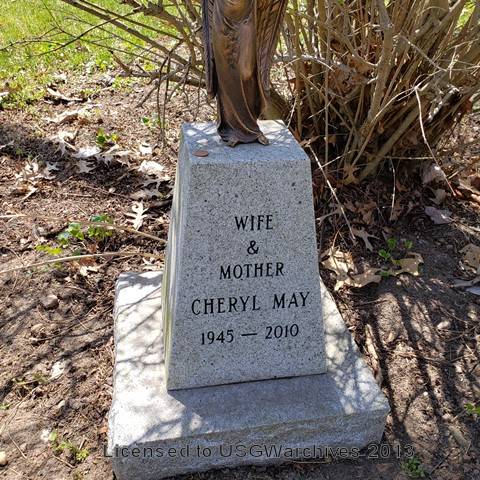 WIFE
&
MOTHER
CHERYL MAY
1945 — 2010
Licensed to USGWarchives 2013